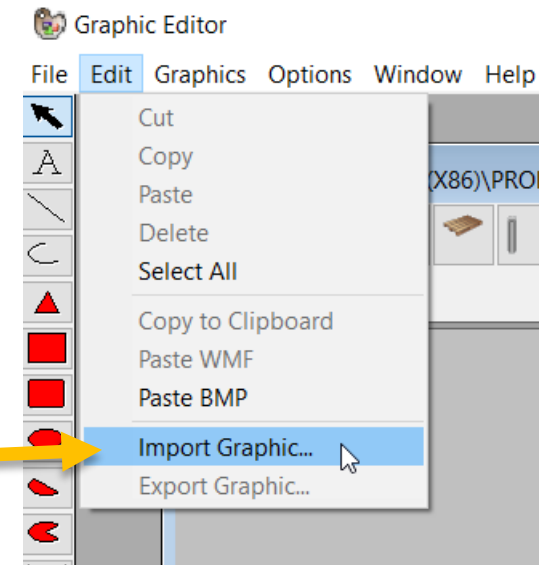 Graphic Editor
File Edit Graphics Options Window Help
Cut
Copy
(X86)\PRO
Paste
Delete
Select All
Copy to Clipboard
Paste WMF
Paste BMP
Import Graphic...
Export Graphic...
A